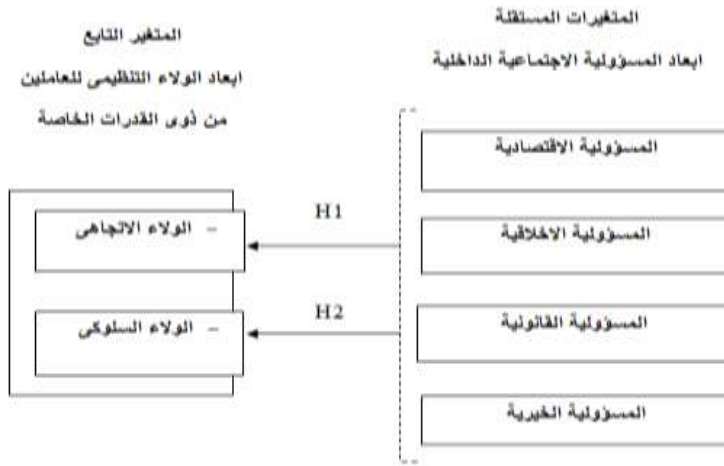 المتغيرات المستقلة
ابعاد المسؤولية الاجتماعية الداخلية
المسؤولية الاقتصادية
المسؤولية الاخلاقية
المسؤولية القانونية
المسؤولية الخيرية
H1
H2
المتغير التابع
ابعاد الولاء التنظيمى للعاملين
من ذوى القدرات الخاصة
- الولاء الاتجاهى
- الولاء السلوكى